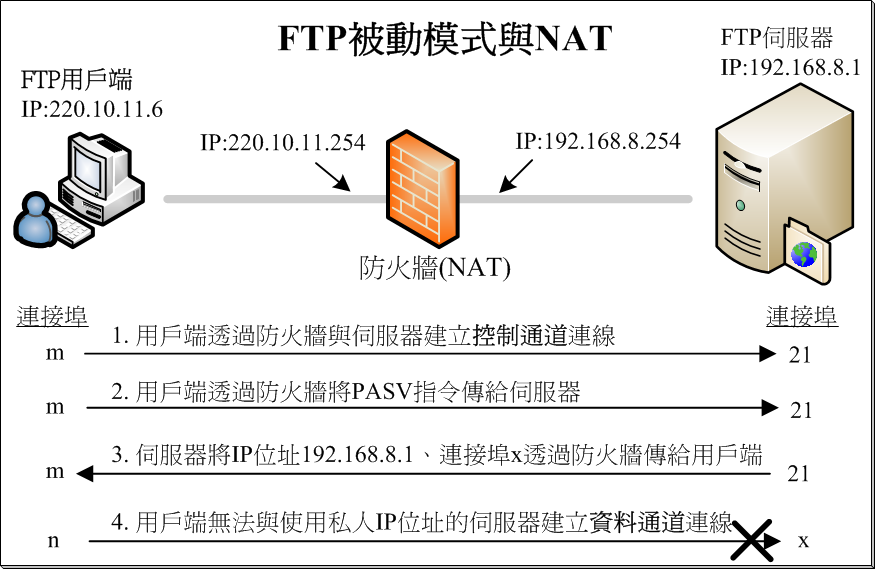 FTP被動模式與NAT
FTP用戶端
IP:220.10.11.6
FTP伺服器
IP:192.168.8.1
IP:220.10.11.254
IP:192.168.8.254
防火牆(NAT)
連接埠
連接埠
1. 用戶端透過防火牆與伺服器建立控制通道連線
m
21
2. 用戶端透過防火牆將PASV指令傳給伺服器
m
21
3. 伺服器將IP位址192.168.8.1、連接埠x透過防火牆傳給用戶端
m
21
4. 用戶端無法與使用私人IP位址的伺服器建立資料通道連線
n
x